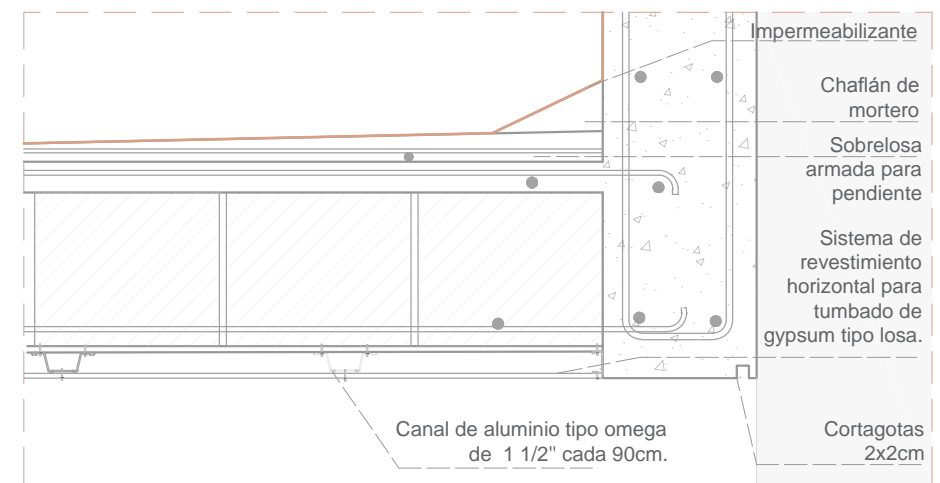 Impermeabilizante
Chaflán de
mortero
Sobrelosa
armada para
pendiente
Sistema de
revestimiento
horizontal para
tumbado de
gypsum tipo losa.
Canal de aluminio tipo omega
de 1 1/2" cada 90cm.
Cortagotas
2x2cm